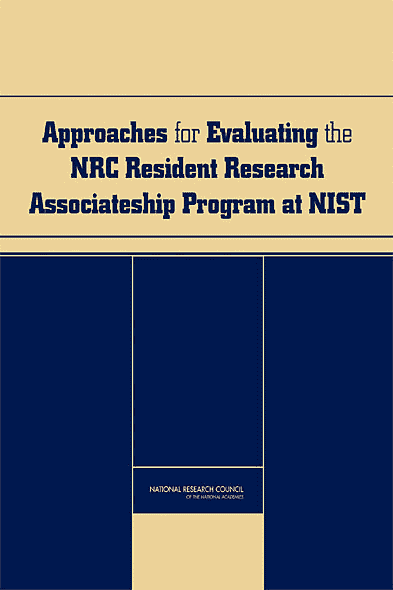 Approaches for Evaluating the
NRC Resident Research
Associateship Program at NIST
NATIONAL RESEARCH COUNCIL
OF THE NATIONAL ACADEMIES